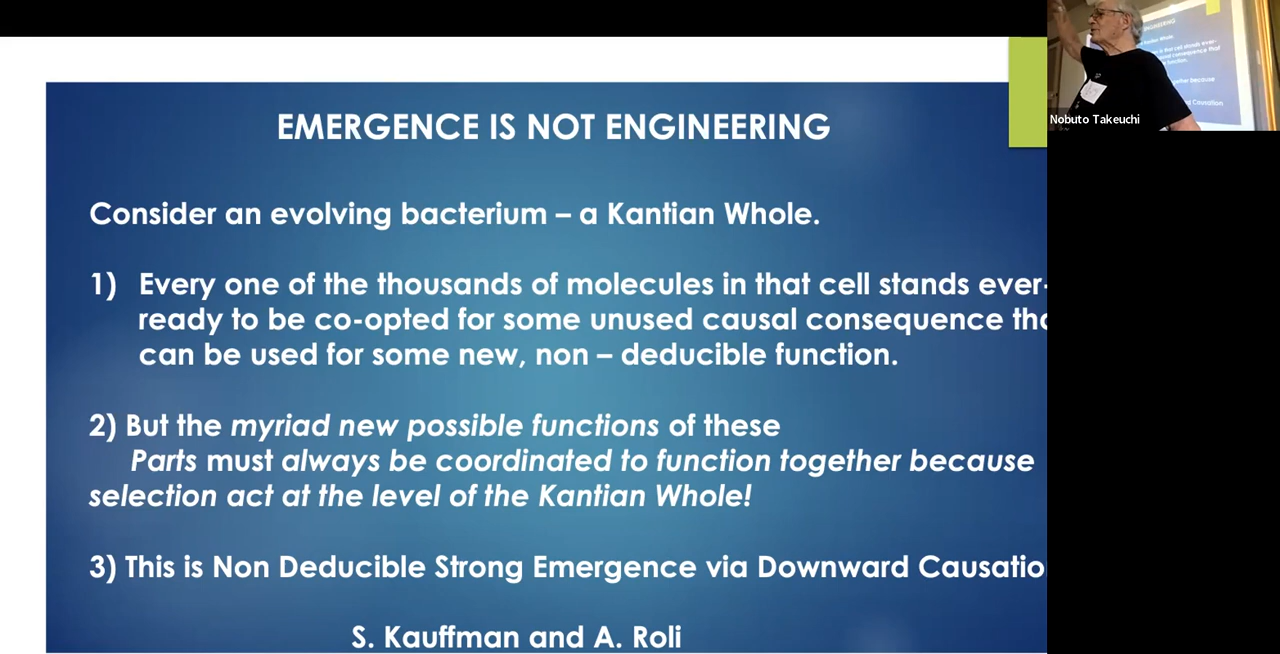 EMERGENCE IS NOT ENGINEERING
Consider an evolving bacterium – a Kantian Whole.
1) Every one of the thousands of molecules in that cell stands ever-
ready to be co-opted for some unused causal consequence tha
can be used for some new, non – deducible function.
2) But the myriad new possible functions of these
Parts must always be coordinated to function together because
selection act at the level of the Kantian Whole!
3) This is Non Deducible Strong Emergence via Downward Causatio
S. Kauffman and A. Roli
Nobuto Takeuchi